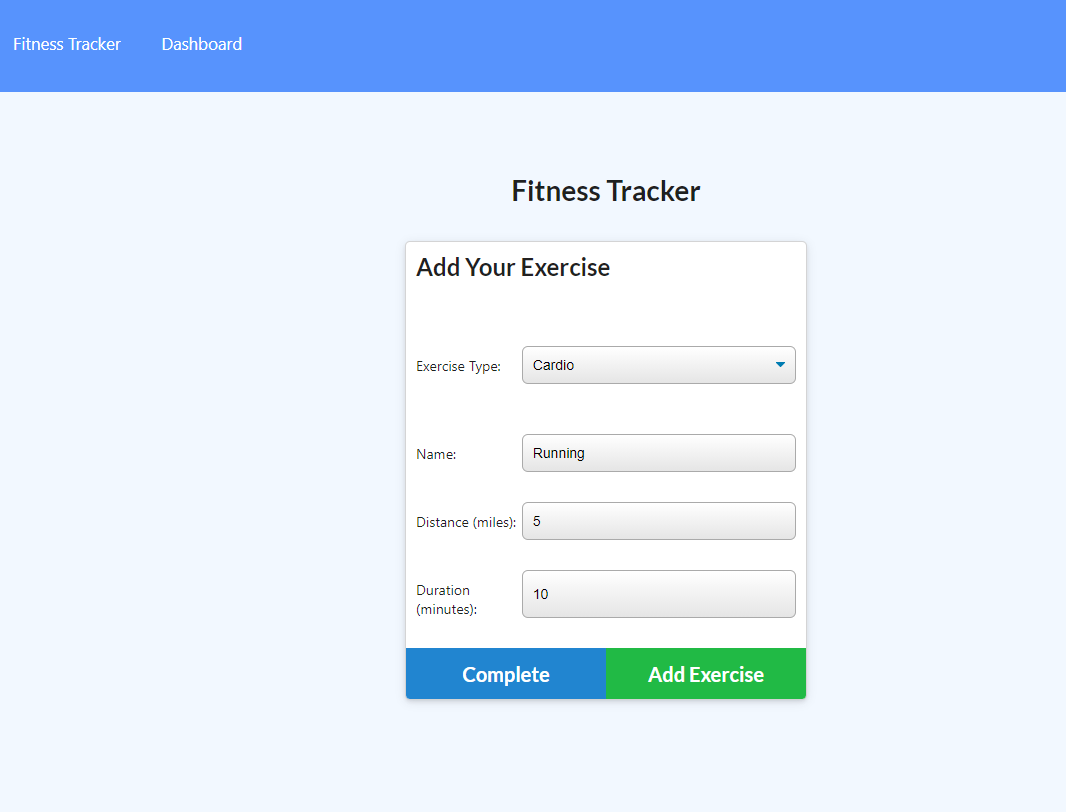 Fitness Tracker Dashboard
Fitness Tracker
Add Your Exercise
Exercise Type: Cardio
Name: Running
Distance (miles): 5
Duration
(minutes): 10
Complete Add Exercise